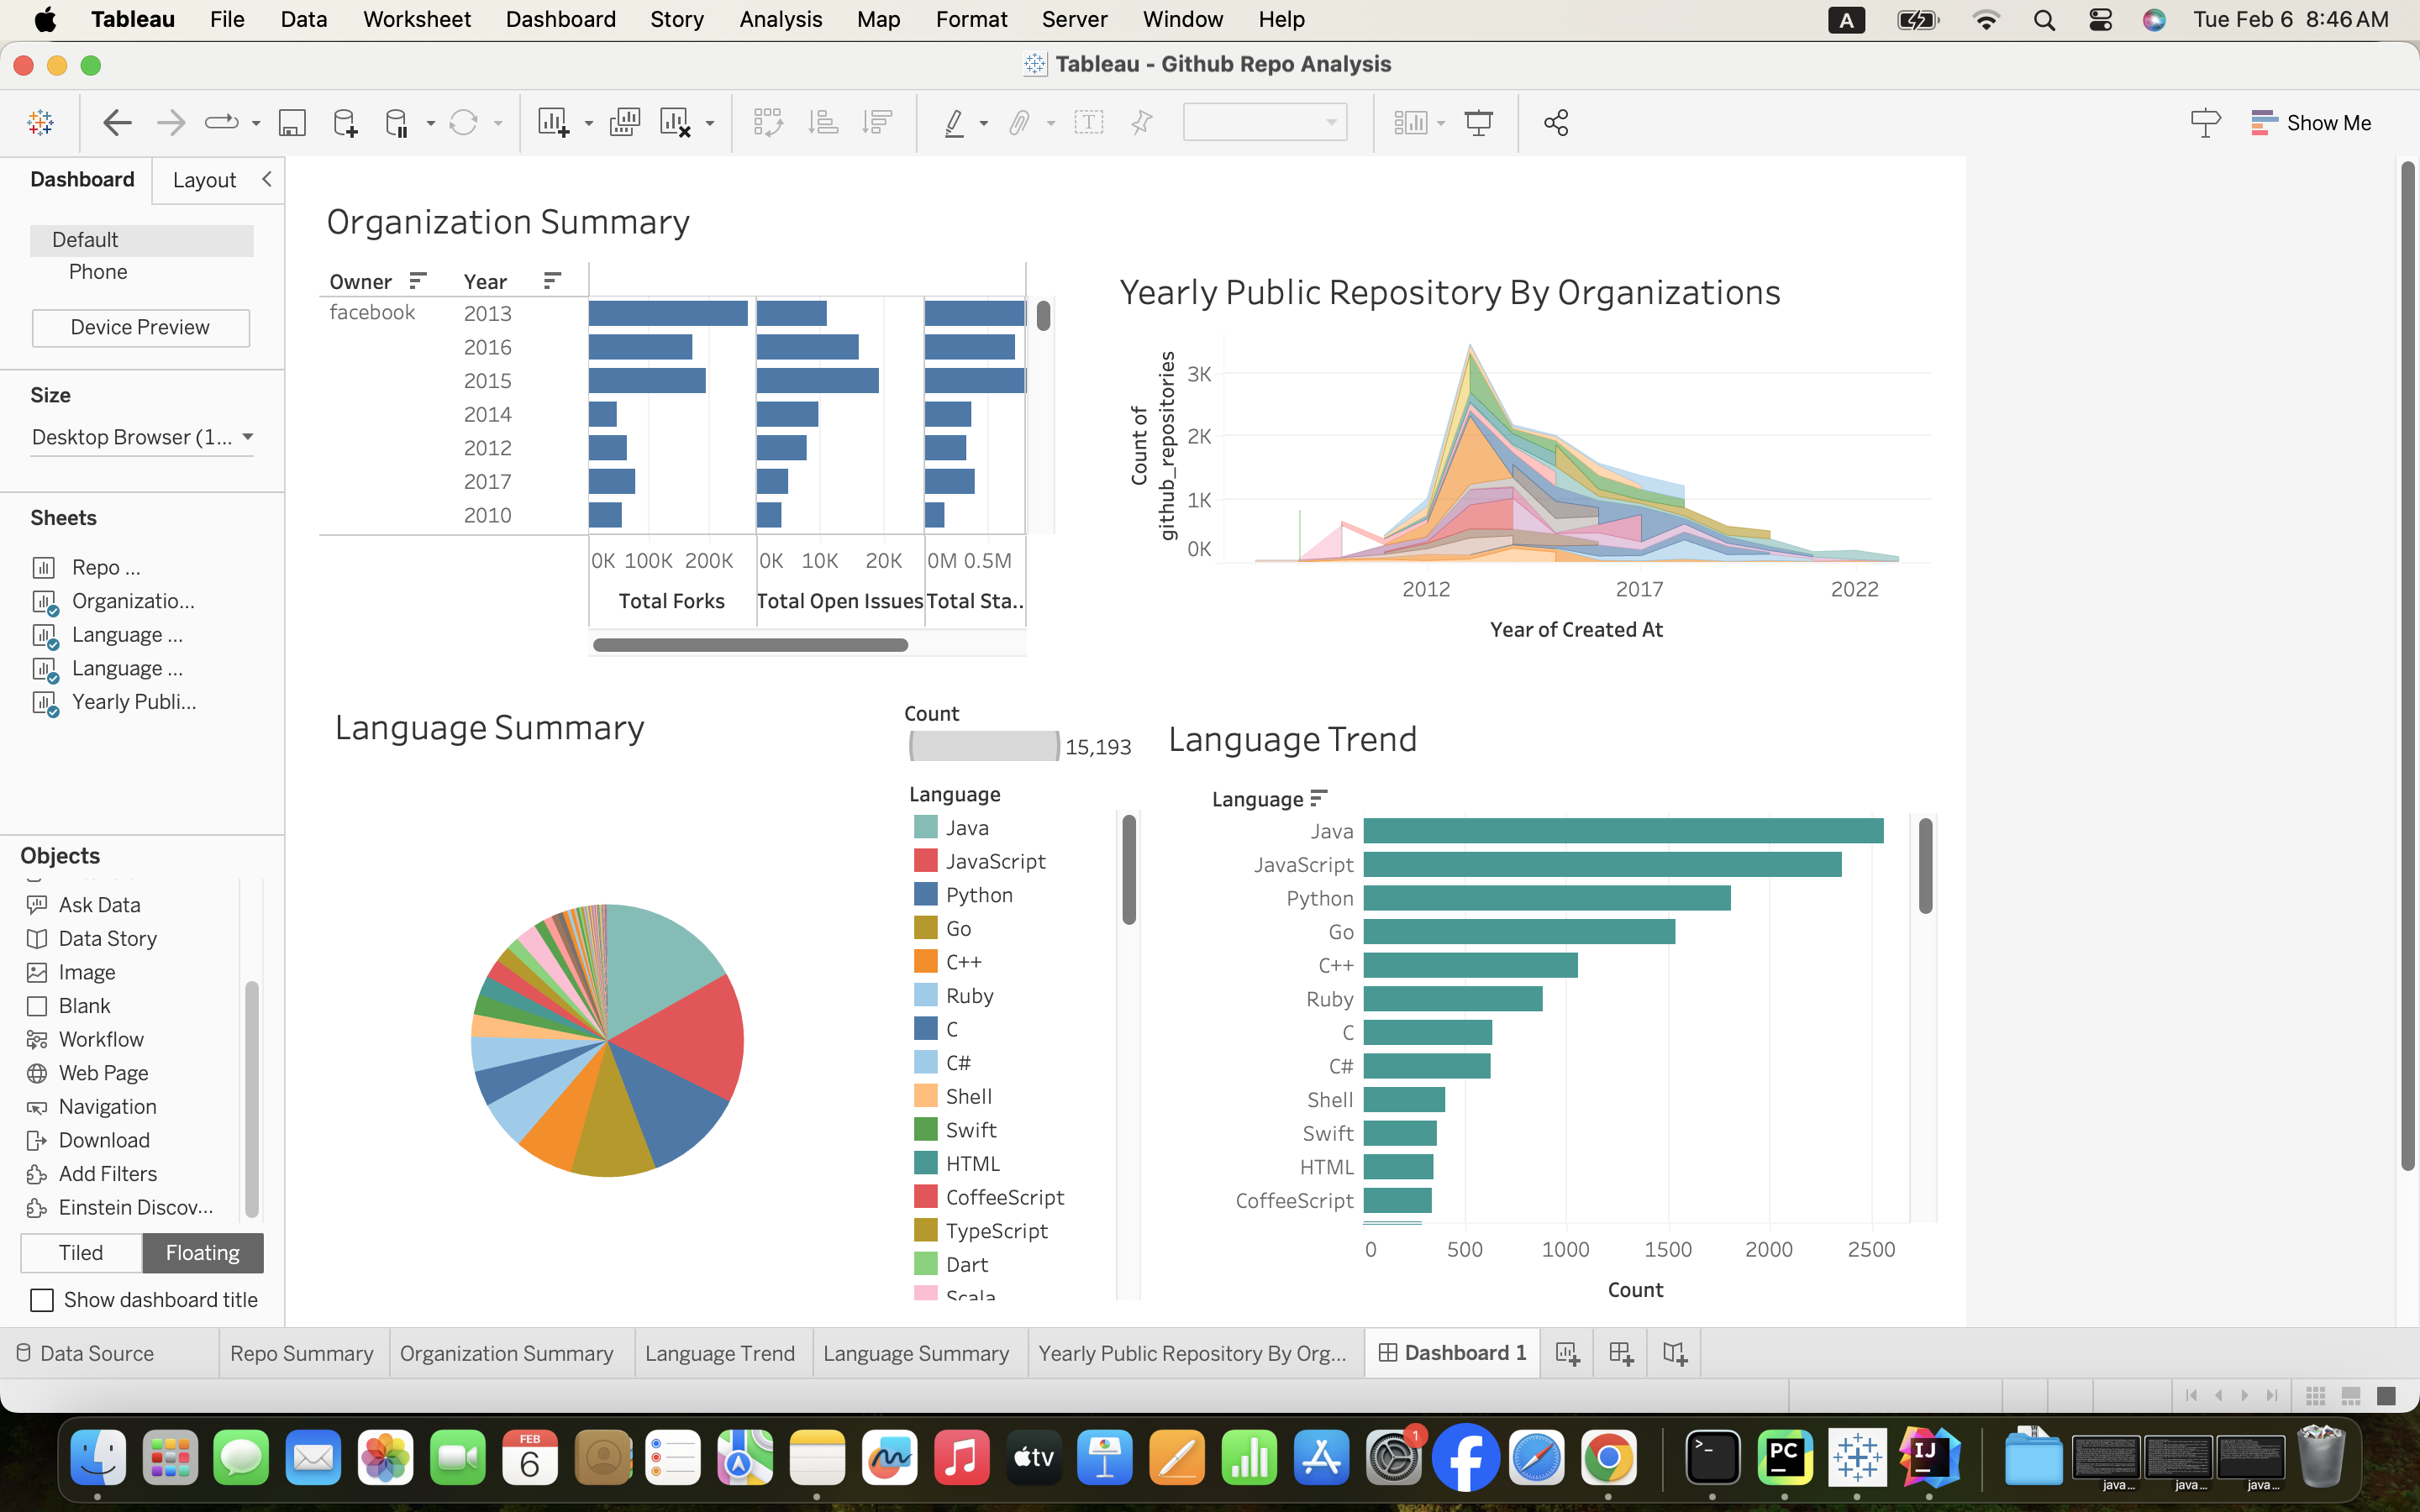 Tableau File Data Worksheet Dashboard Story Analysis Map Format Server Window Help A Tue Feb 6 8:46 AM
Tableau - Github Repo Analysis
T Show Me
Dashboard Layout
Default
Phone
Device Preview
Size
Desktop Browser (1...
Sheets
Repo ...
Organizatio...
Language ...
Language ...
Yearly Publi...
Objects
Ask Data
Data Story
Image
Blank
Workflow
Web Page
Navigation
Download
Add Filters
Einstein Discov...
Tiled Floating
Show dashboard title
Organization Summary
Owner Year
facebook 2013
2016
2015
2014
2012
2017
2010
0K 100K 200K 0K 10K 20K 0M 0.5M
Total Forks Total Open Issues Total Sta..
Yearly Public Repository By Organizations
Count of
github_repositories
3K
2K
1K
0K
2012 2017 2022
Year of Created At
Language Summary
Count
15,193
Language
Java
JavaScript
Python
Go
C++
Ruby
C
C#
Shell
Swift
HTML
CoffeeScript
TypeScript
Dart
Scala
Language Trend
Language
Java
JavaScript
Python
Go
C++
Ruby
C
C#
Shell
Swift
HTML
CoffeeScript
0 500 1000 1500 2000 2500
Count
Data Source Repo Summary Organization Summary Language Trend Language Summary Yearly Public Repository By Org... Dashboard 1
FEB
6
tv
1
>_
PC
IJ
java...
java...
java...